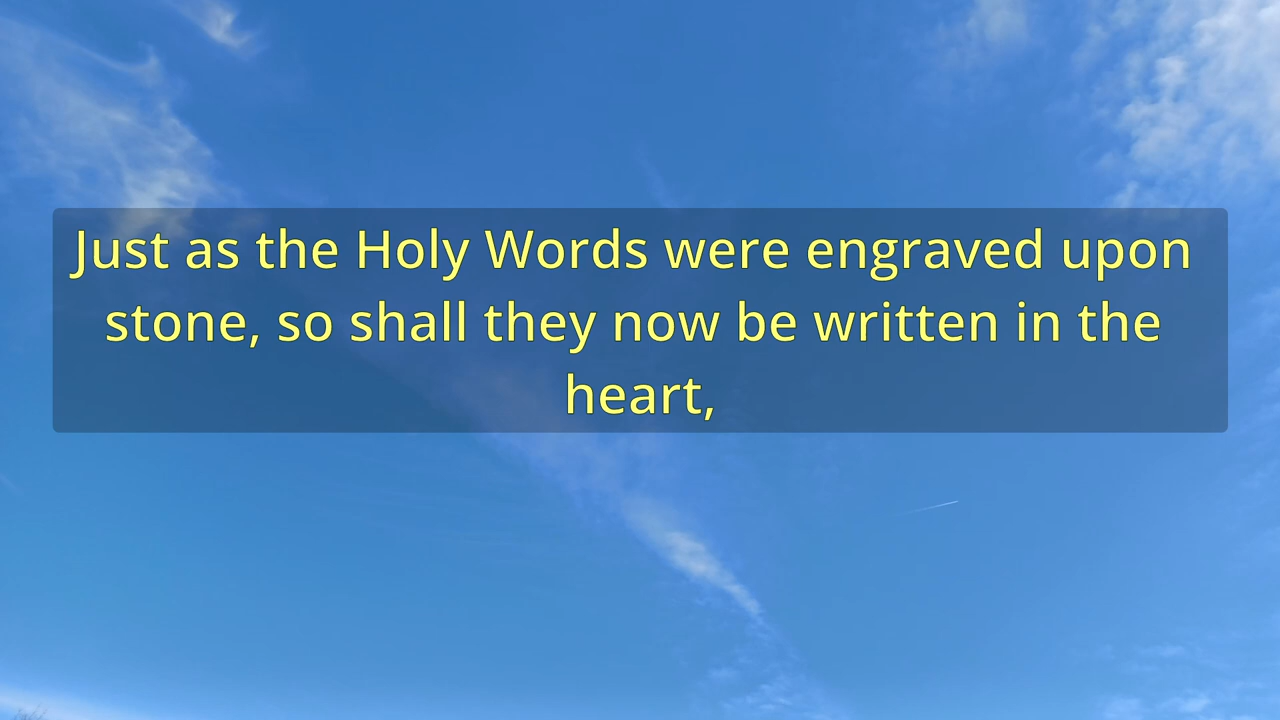 Just as the Holy Words were engraved upon
stone, so shall they now be written in the
heart,